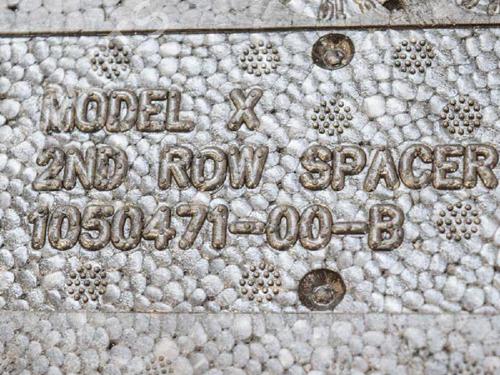 MODEL X
2ND ROW SPACER
1050471-00-B